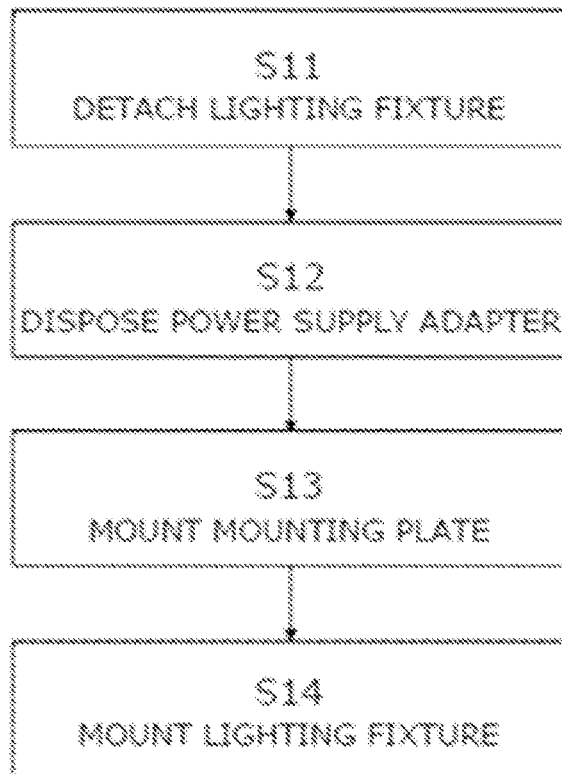 S11
DETACH LIGHTING FIXTURE
S12
DISPOSE POWER SUPPLY ADAPTER
S13
MOUNT MOUNTING PLATE
S14
MOUNT LIGHTING FIXTURE